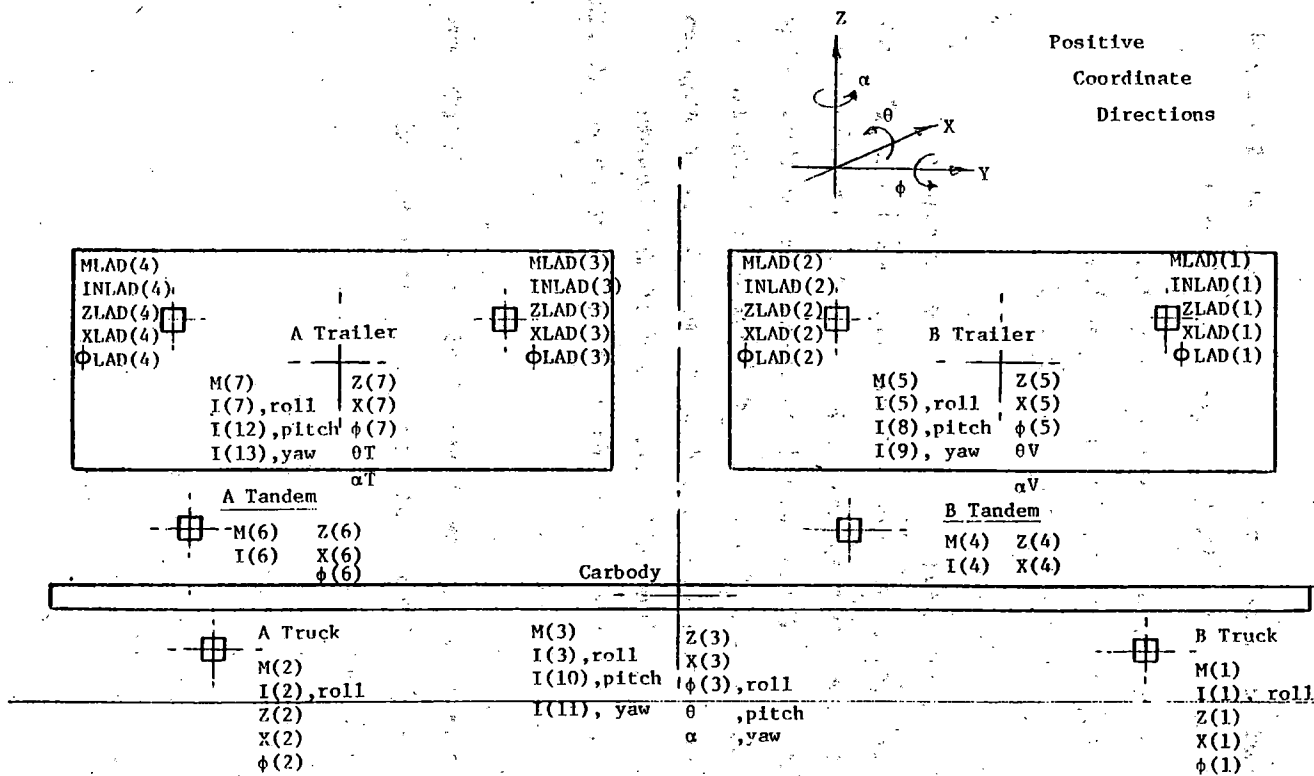 Z
Positive
Coordinate
Directions
α
θ
X
Y
φ
MLAD(4)
INLAD(4)
ZLAD(4)
XLAD(4)
ΦLAD(4)
MLAD(3)
INLAD(3)
ZLAD(3)
XLAD(3)
ΦLAD(3)
A Trailer
M(7) Z(7)
I(7),roll X(7)
I(12),pitch φ(7)
I(13),yaw θT
αT
MLAD(2)
INLAD(2)
ZLAD(2)
XLAD(2)
ΦLAD(2)
MLAD(1)
INLAD(1)
ZLAD(1)
XLAD(1)
ΦLAD(1)
B Trailer
M(5) Z(5)
I(5),roll X(5)
I(8),pitch φ(5)
I(9), yaw θV
αV
A Tandem
M(6) Z(6)
I(6) X(6)
φ(6)
B Tandem
M(4) Z(4)
I(4) X(4)
Carbody
A Truck
M(2)
I(2),roll
Z(2)
X(2)
φ(2)
M(3) Z(3)
I(3),roll X(3)
I(10),pitch φ(3),roll
I(11), yaw θ ,pitch
α ,yaw
B Truck
M(1)
I(1), roll
Z(1)
X(1)
φ(1)